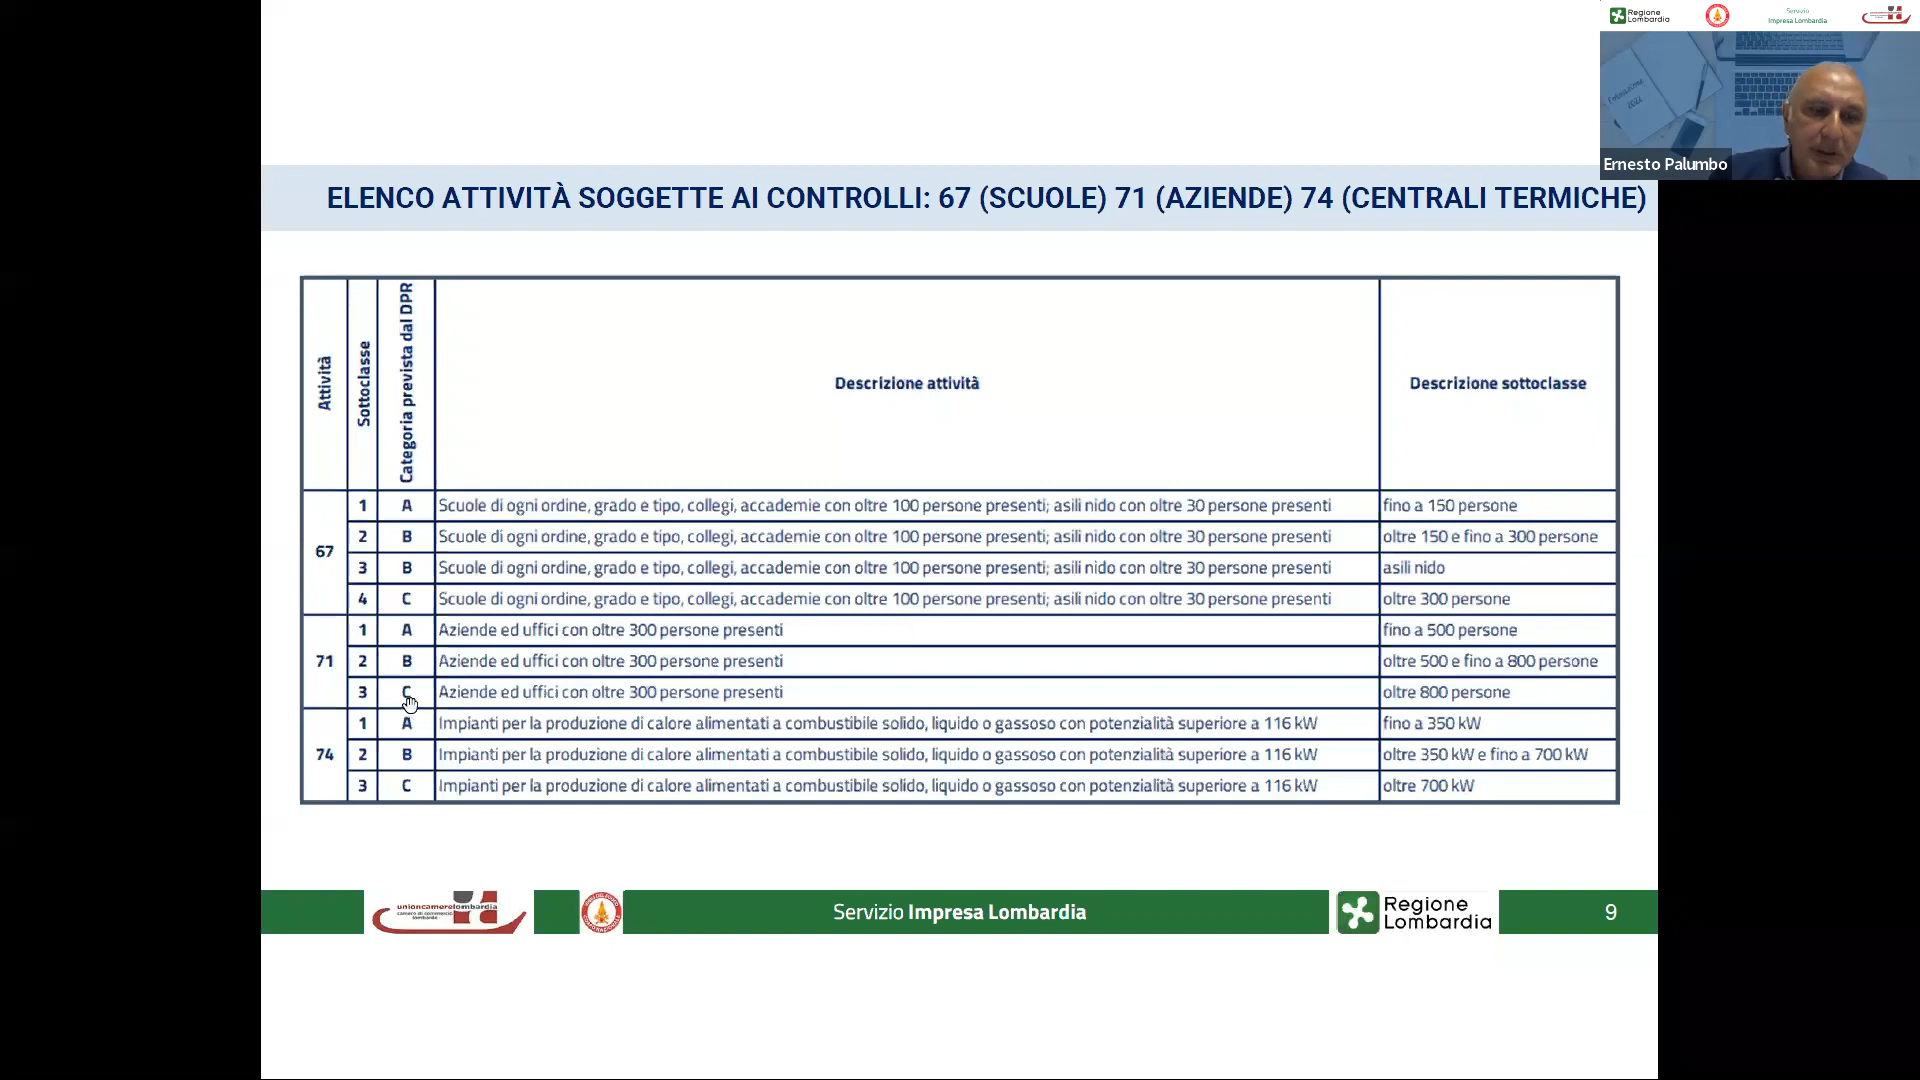 Regione
Lombardia
Servizio
Impresa Lombardia
Formazione
2021
Ernesto Palumbo
ELENCO ATTIVITÀ SOGGETTE AI CONTROLLI: 67 (SCUOLE) 71 (AZIENDE) 74 (CENTRALI TERMICHE)
Attività
Sottoclasse
Categoria prevista dal DPR
Descrizione attività
Descrizione sottoclasse
67
1 A Scuole di ogni ordine, grado e tipo, collegi, accademie con oltre 100 persone presenti; asili nido con oltre 30 persone presenti fino a 150 persone
2 B Scuole di ogni ordine, grado e tipo, collegi, accademie con oltre 100 persone presenti; asili nido con oltre 30 persone presenti oltre 150 e fino a 300 persone
3 B Scuole di ogni ordine, grado e tipo, collegi, accademie con oltre 100 persone presenti; asili nido con oltre 30 persone presenti asili nido
4 C Scuole di ogni ordine, grado e tipo, collegi, accademie con oltre 100 persone presenti; asili nido con oltre 30 persone presenti oltre 300 persone
71
1 A Aziende ed uffici con oltre 300 persone presenti fino a 500 persone
2 B Aziende ed uffici con oltre 300 persone presenti oltre 500 e fino a 800 persone
3 C Aziende ed uffici con oltre 300 persone presenti oltre 800 persone
74
1 A Impianti per la produzione di calore alimentati a combustibile solido, liquido o gassoso con potenzialità superiore a 116 kW fino a 350 kW
2 B Impianti per la produzione di calore alimentati a combustibile solido, liquido o gassoso con potenzialità superiore a 116 kW oltre 350 kW e fino a 700 kW
3 C Impianti per la produzione di calore alimentati a combustibile solido, liquido o gassoso con potenzialità superiore a 116 kW oltre 700 kW
unioncamerelombardia
camere di commercio
lombarde
Servizio Impresa Lombardia
Regione
Lombardia
9